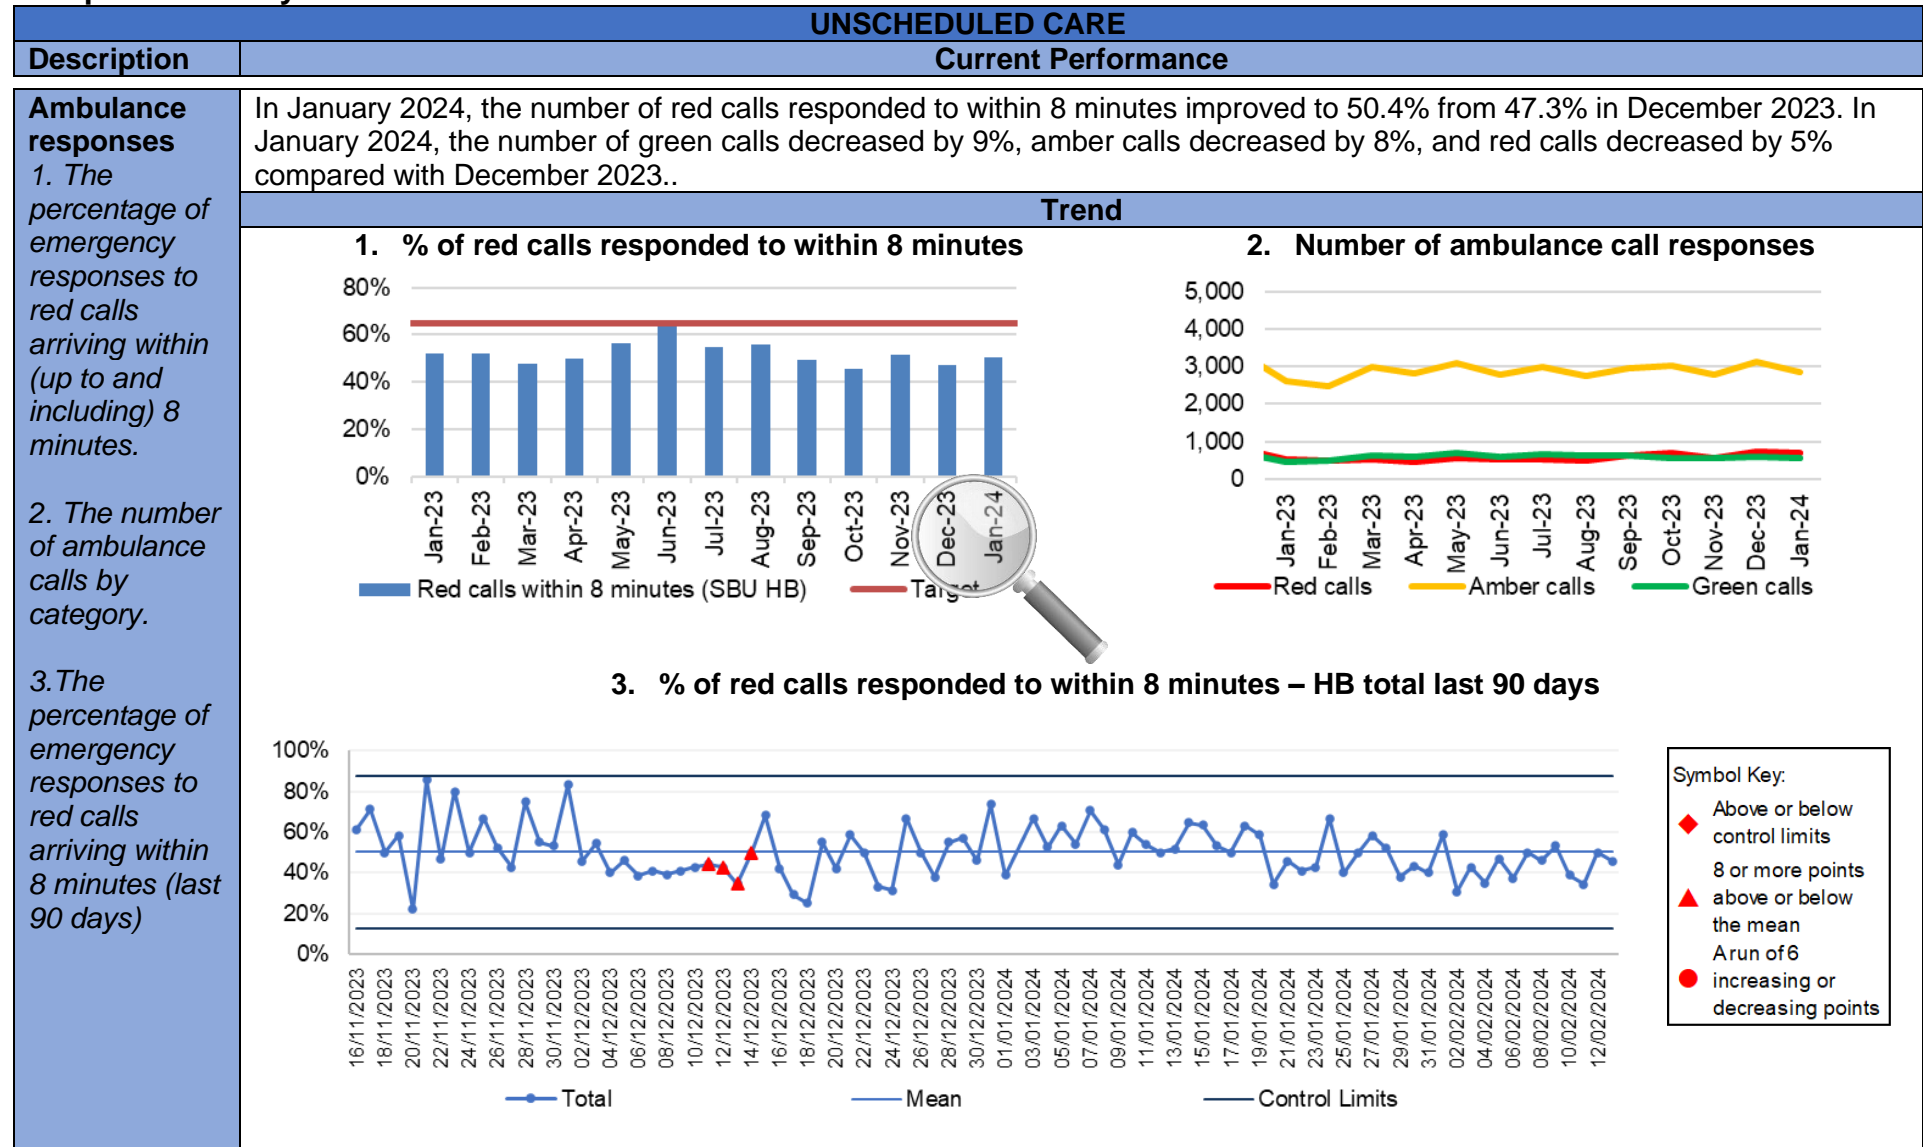 UNSCHEDULED CARE
Description
Current Performance
Ambulance
responses
1. The
percentage of
emergency
responses to
red calls
arriving within
(up to and
including) 8
minutes.
2. The number
of ambulance
calls by
category.
3.The
percentage of
emergency
responses to
red calls
arriving within
8 minutes (last
90 days)
In January 2024, the number of red calls responded to within 8 minutes improved to 50.4% from 47.3% in December 2023. In
January 2024, the number of green calls decreased by 9%, amber calls decreased by 8%, and red calls decreased by 5%
compared with December 2023..
Trend
1. % of red calls responded to within 8 minutes
80%
60%
40%
20%
0%
Jan-23
Feb-23
Mar-23
Apr-23
May-23
Jun-23
Jul-23
Aug-23
Sep-23
Oct-23
Nov-23
Dec-23
Jan-24
Red calls within 8 minutes (SBU HB)
Target
2. Number of ambulance call responses
5,000
4,000
3,000
2,000
1,000
0
Jan-23
Feb-23
Mar-23
Apr-23
May-23
Jun-23
Jul-23
Aug-23
Sep-23
Oct-23
Nov-23
Dec-23
Jan-24
Red calls
Amber calls
Green calls
3. % of red calls responded to within 8 minutes – HB total last 90 days
100%
80%
60%
40%
20%
0%
16/11/2023
18/11/2023
20/11/2023
22/11/2023
24/11/2023
26/11/2023
28/11/2023
30/11/2023
02/12/2023
04/12/2023
06/12/2023
08/12/2023
10/12/2023
12/12/2023
14/12/2023
16/12/2023
18/12/2023
20/12/2023
22/12/2023
24/12/2023
26/12/2023
28/12/2023
30/12/2023
01/01/2024
03/01/2024
05/01/2024
07/01/2024
09/01/2024
11/01/2024
13/01/2024
15/01/2024
17/01/2024
19/01/2024
21/01/2024
23/01/2024
25/01/2024
27/01/2024
29/01/2024
31/01/2024
02/02/2024
04/02/2024
06/02/2024
08/02/2024
10/02/2024
12/02/2024
Total
Mean
Control Limits
Symbol Key:
Above or below
control limits
8 or more points
above or below
the mean
A run of 6
increasing or
decreasing points